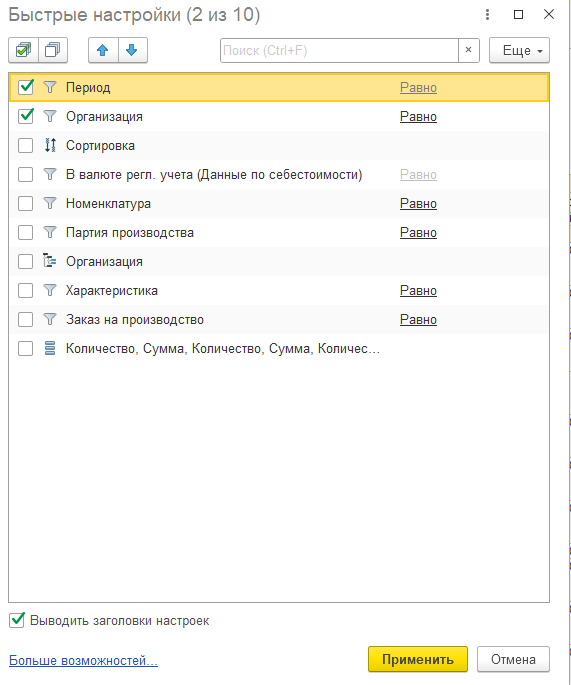 Быстрые настройки (2 из 10)
Поиск (Ctrl+F) × Еще
Период Равно
Организация Равно
Сортировка
В валюте регл. учета (Данные по себестоимости) Равно
Номенклатура Равно
Партия производства Равно
Организация
Характеристика Равно
Заказ на производство Равно
Количество, Сумма, Количество, Сумма, Количес...
Выводить заголовки настроек
Больше возможностей... Применить Отмена